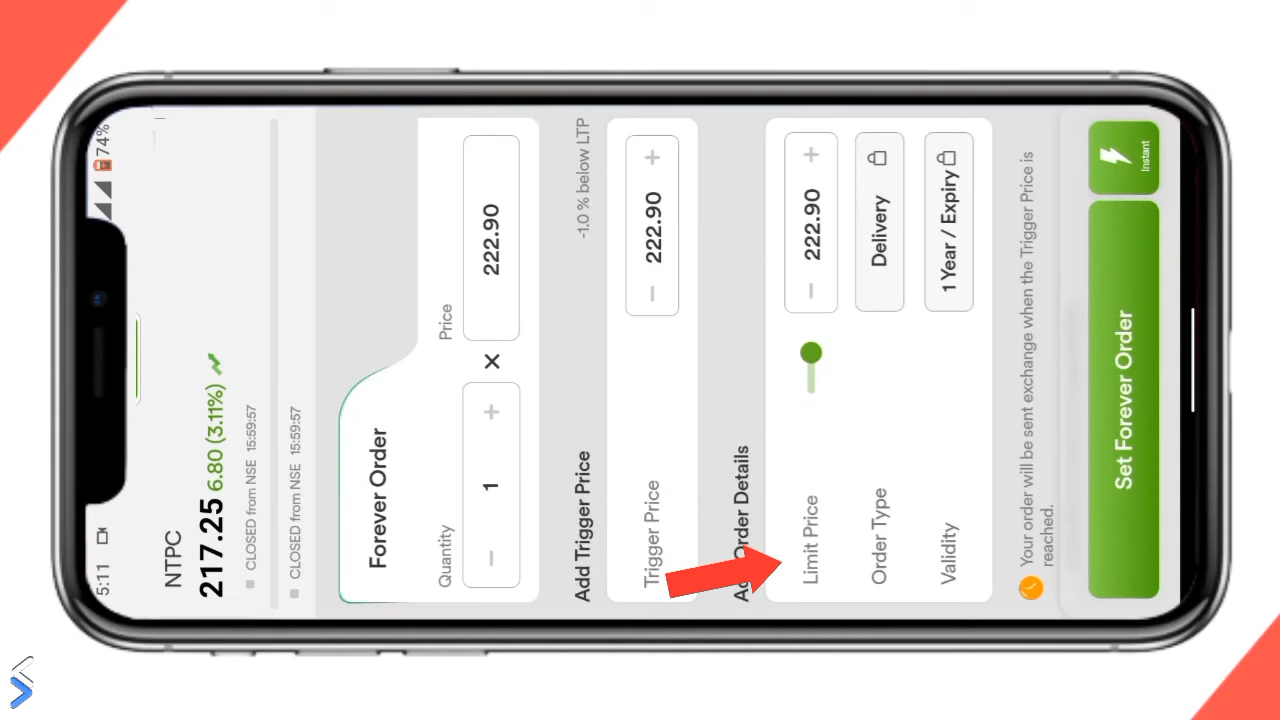 5:11
74%
NTPC
217.25 6.80 (3.11%)
CLOSED from NSE 15:59:57
CLOSED from NSE 15:59:57
Forever Order
Quantity
Price
− 1 + × 222.90
Add Trigger Price
-1.0 % below LTP
Trigger Price
− 222.90 +
Order Details
Limit Price
− 222.90 +
Order Type
Delivery
Validity
1 Year / Expiry
Your order will be sent exchange when the Trigger Price is
reached.
Set Forever Order
Instant